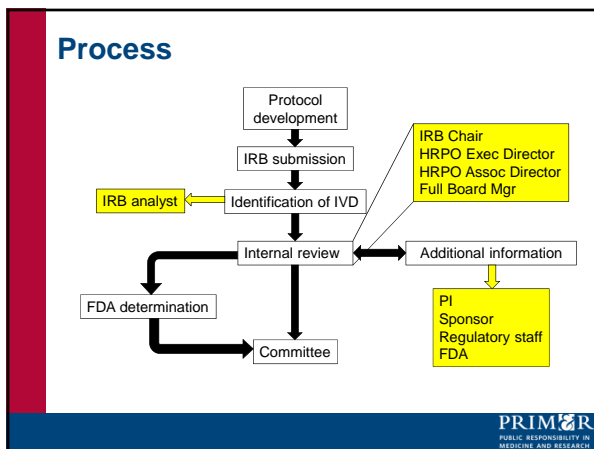 Process
Protocol
development
IRB submission
IRB analyst
Identification of IVD
IRB Chair
HRPO Exec Director
HRPO Assoc Director
Full Board Mgr
Internal review
Additional information
FDA determination
Committee
PI
Sponsor
Regulatory staff
FDA
PRIM&R
PUBLIC RESPONSIBILITY IN
MEDICINE AND RESEARCH